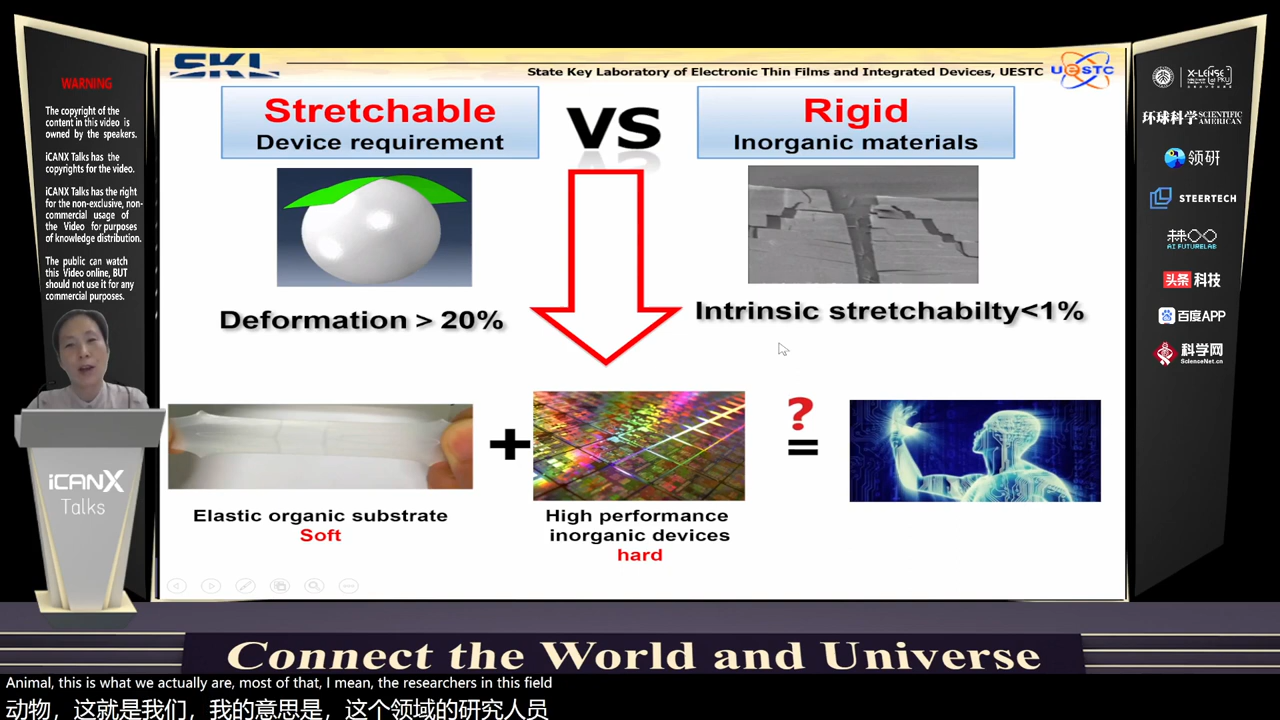 WARNING
The copyright of the
content in this video is
owned by the speakers.
iCANX Talks has the
copyrights for the video.
iCANX Talks has the right
for the non-exclusive, non-
commercial usage of
the Video for purposes
of knowledge distribution.
The public can watch
this Video online, BUT
should not use it for any
commercial purposes.
iCANX
Talks
SKL
State Key Laboratory of Electronic Thin Films and Integrated Devices, UESTC
UESTC
Stretchable
Device requirement
VS
Rigid
Inorganic materials
Deformation > 20%
Intrinsic stretchabilty<1%
+
?
=
Elastic organic substrate
Soft
High performance
inorganic devices
hard
X-LENSE
环球科学 SCIENTIFIC AMERICAN
领研
STEERTECH
AI FUTURELAB
头条 科技
百度APP
科学网
ScienceNet.cn
Connect the World and Universe
Animal, this is what we actually are, most of that, I mean, the researchers in this field
动物，这就是我们，我的意思是，这个领域的研究人员